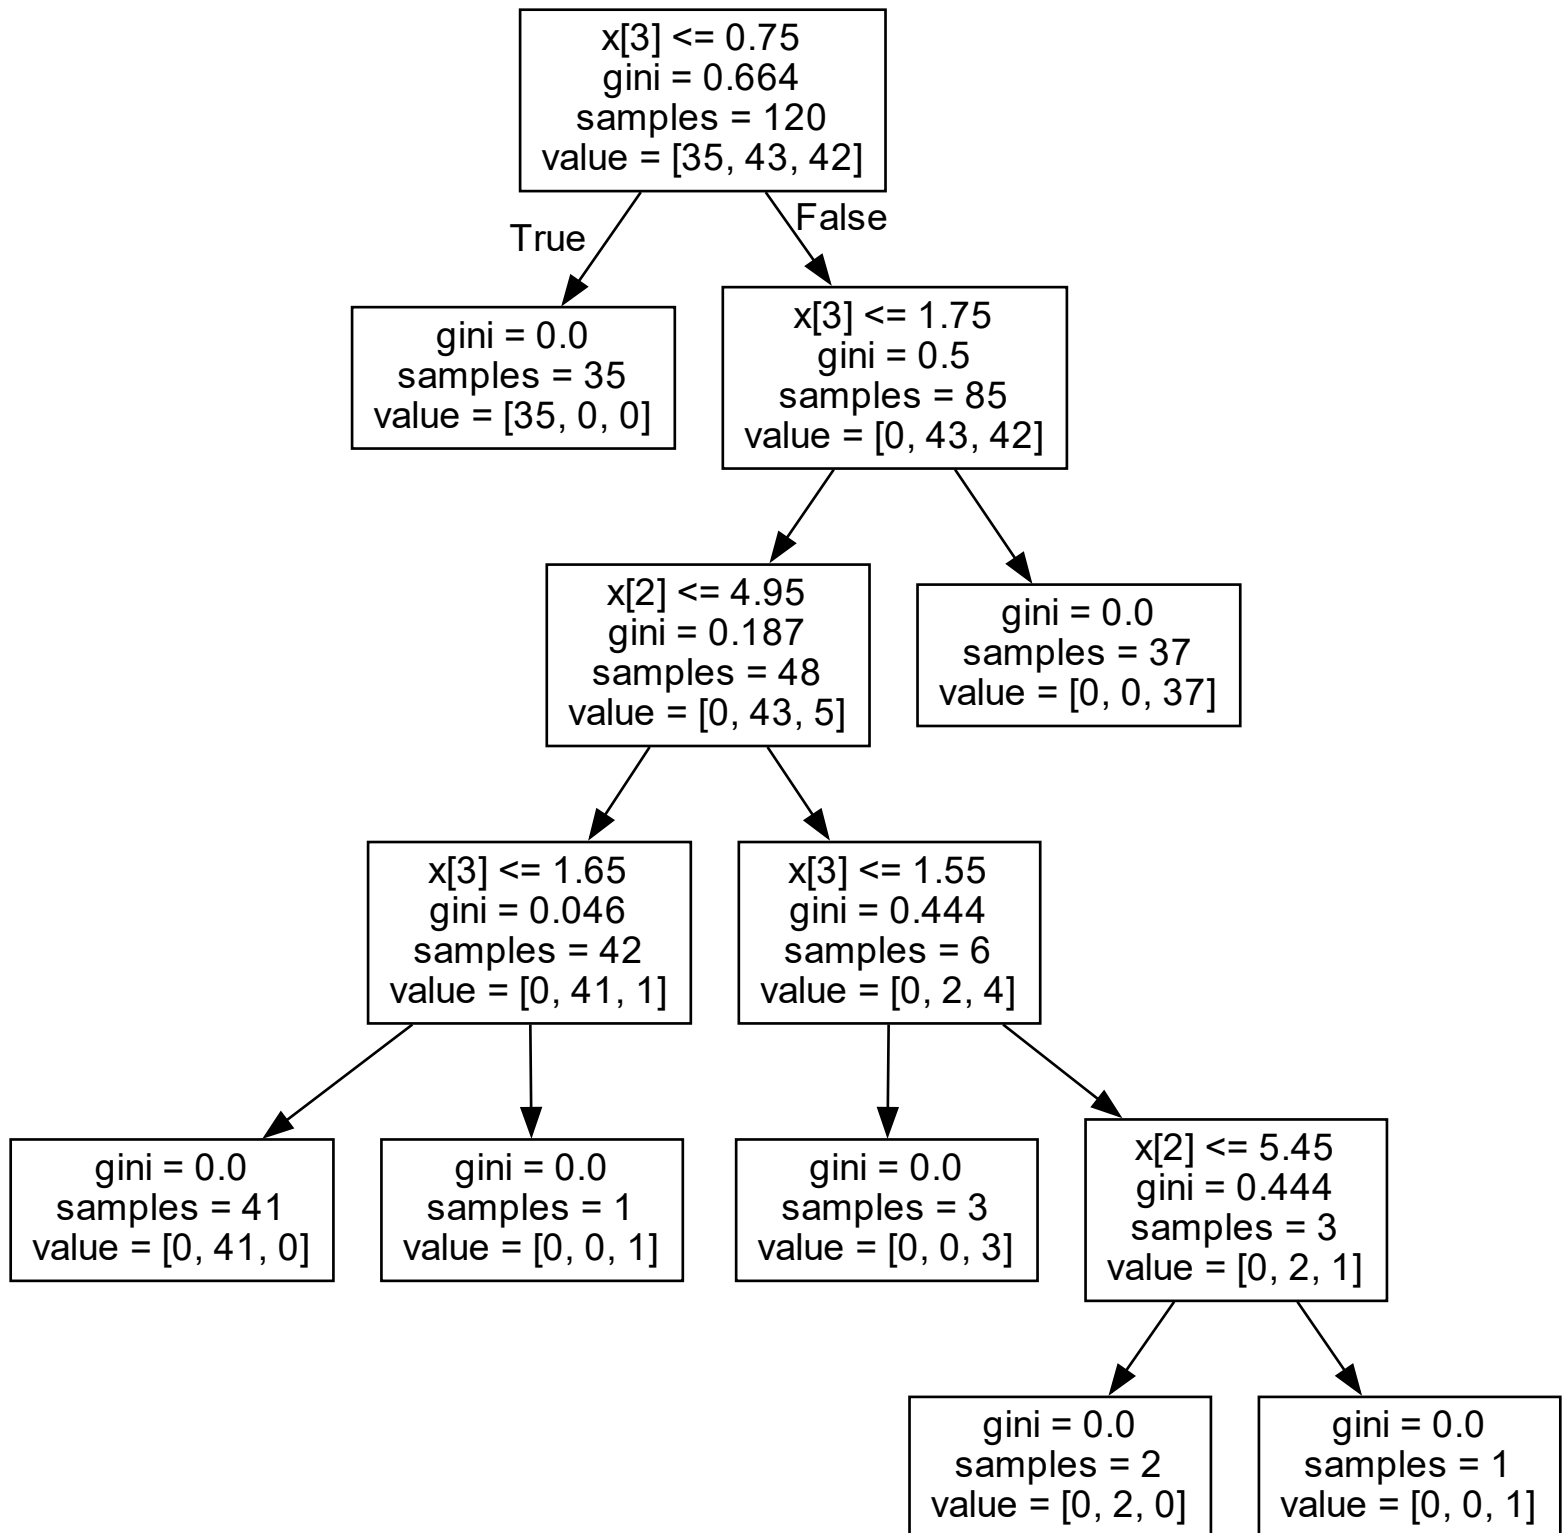 x[3] <= 0.75
gini = 0.664
samples = 120
value = [35, 43, 42]
True
False
gini = 0.0
samples = 35
value = [35, 0, 0]
x[3] <= 1.75
gini = 0.5
samples = 85
value = [0, 43, 42]
x[2] <= 4.95
gini = 0.187
samples = 48
value = [0, 43, 5]
gini = 0.0
samples = 37
value = [0, 0, 37]
x[3] <= 1.65
gini = 0.046
samples = 42
value = [0, 41, 1]
x[3] <= 1.55
gini = 0.444
samples = 6
value = [0, 2, 4]
gini = 0.0
samples = 41
value = [0, 41, 0]
gini = 0.0
samples = 1
value = [0, 0, 1]
gini = 0.0
samples = 3
value = [0, 0, 3]
x[2] <= 5.45
gini = 0.444
samples = 3
value = [0, 2, 1]
gini = 0.0
samples = 2
value = [0, 2, 0]
gini = 0.0
samples = 1
value = [0, 0, 1]